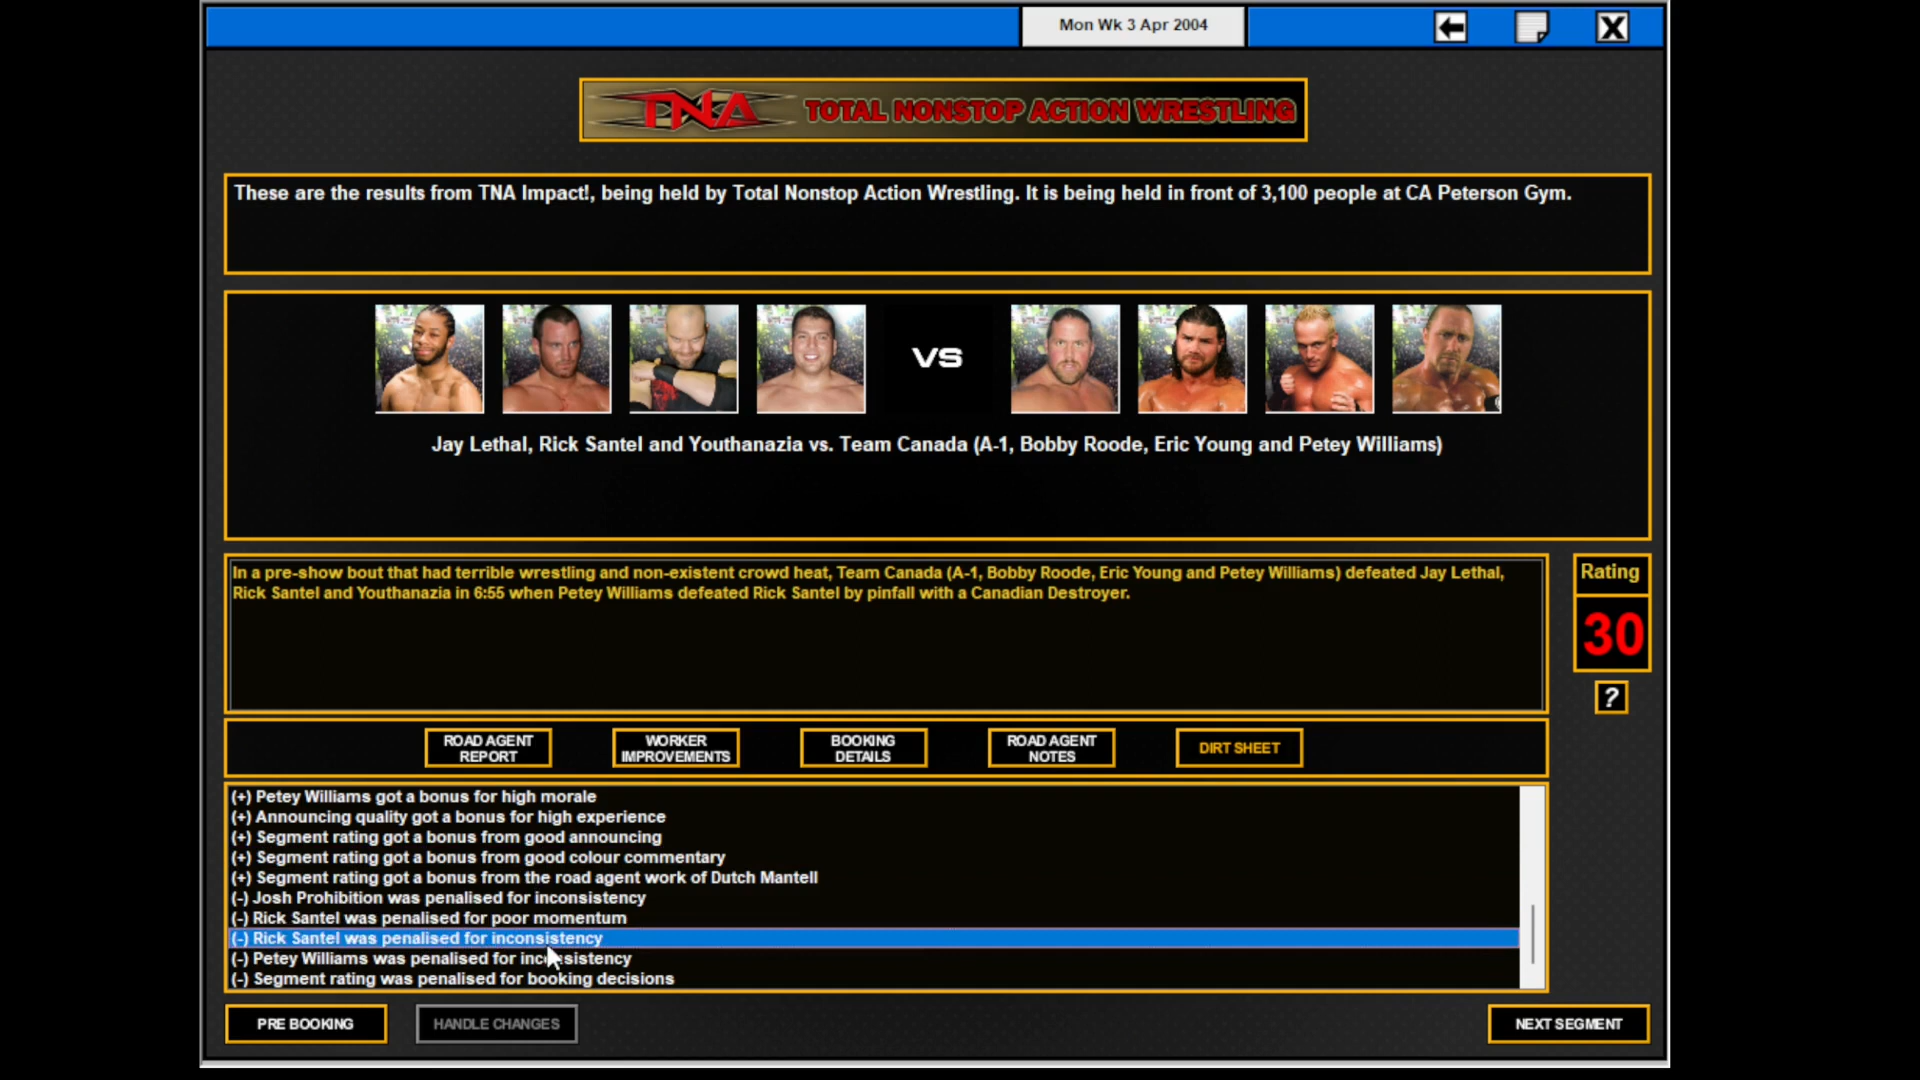 Mon Wk 3 Apr 2004
TNA TOTAL NONSTOP ACTION WRESTLING
These are the results from TNA Impact!, being held by Total Nonstop Action Wrestling. It is being held in front of 3,100 people at CA Peterson Gym.
VS
Jay Lethal, Rick Santel and Youthanazia vs. Team Canada (A-1, Bobby Roode, Eric Young and Petey Williams)
In a pre-show bout that had terrible wrestling and non-existent crowd heat, Team Canada (A-1, Bobby Roode, Eric Young and Petey Williams) defeated Jay Lethal,
Rick Santel and Youthanazia in 6:55 when Petey Williams defeated Rick Santel by pinfall with a Canadian Destroyer.
Rating
30
?
ROAD AGENT
REPORT
WORKER
IMPROVEMENTS
BOOKING
DETAILS
ROAD AGENT
NOTES
DIRT SHEET
(+) Petey Williams got a bonus for high morale
(+) Announcing quality got a bonus for high experience
(+) Segment rating got a bonus from good announcing
(+) Segment rating got a bonus from good colour commentary
(+) Segment rating got a bonus from the road agent work of Dutch Mantell
(-) Josh Prohibition was penalised for inconsistency
(-) Rick Santel was penalised for poor momentum
(-) Rick Santel was penalised for inconsistency
(-) Petey Williams was penalised for inconsistency
(-) Segment rating was penalised for booking decisions
PRE BOOKING
HANDLE CHANGES
NEXT SEGMENT